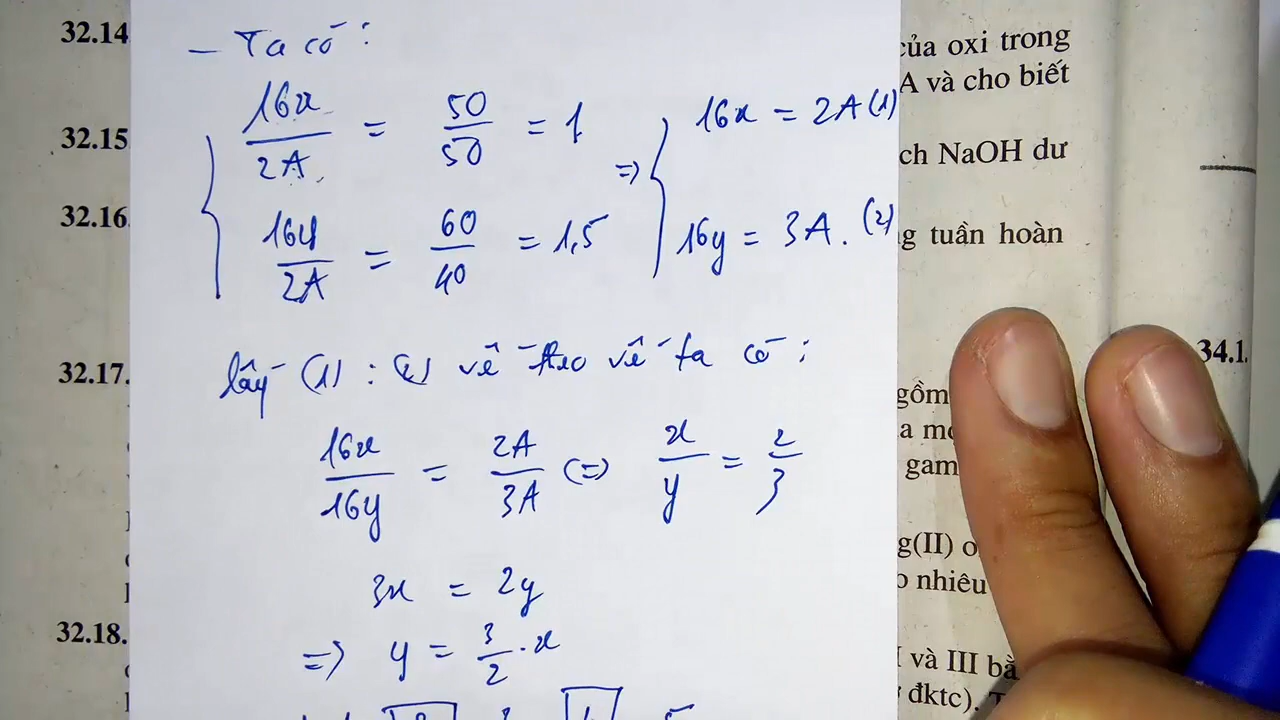 32.14
32.15
32.16
32.17.
32.18.
- Ta có:
16x / 2A = 50 / 50 = 1
16y / 2A = 60 / 40 = 1,5
=> 16x = 2A (1)
16y = 3A. (2)
lấy (1) : (2) vế theo vế ta có:
16x / 16y = 2A / 3A (=> x / y = 2 / 3
3x = 2y
=> y = 3/2 . x
của oxi trong
A và cho biết
ch NaOH dư
g tuần hoàn
34.1.
gồm
gam
g(II) o
nhiêu
I và III bằ
đktc). T